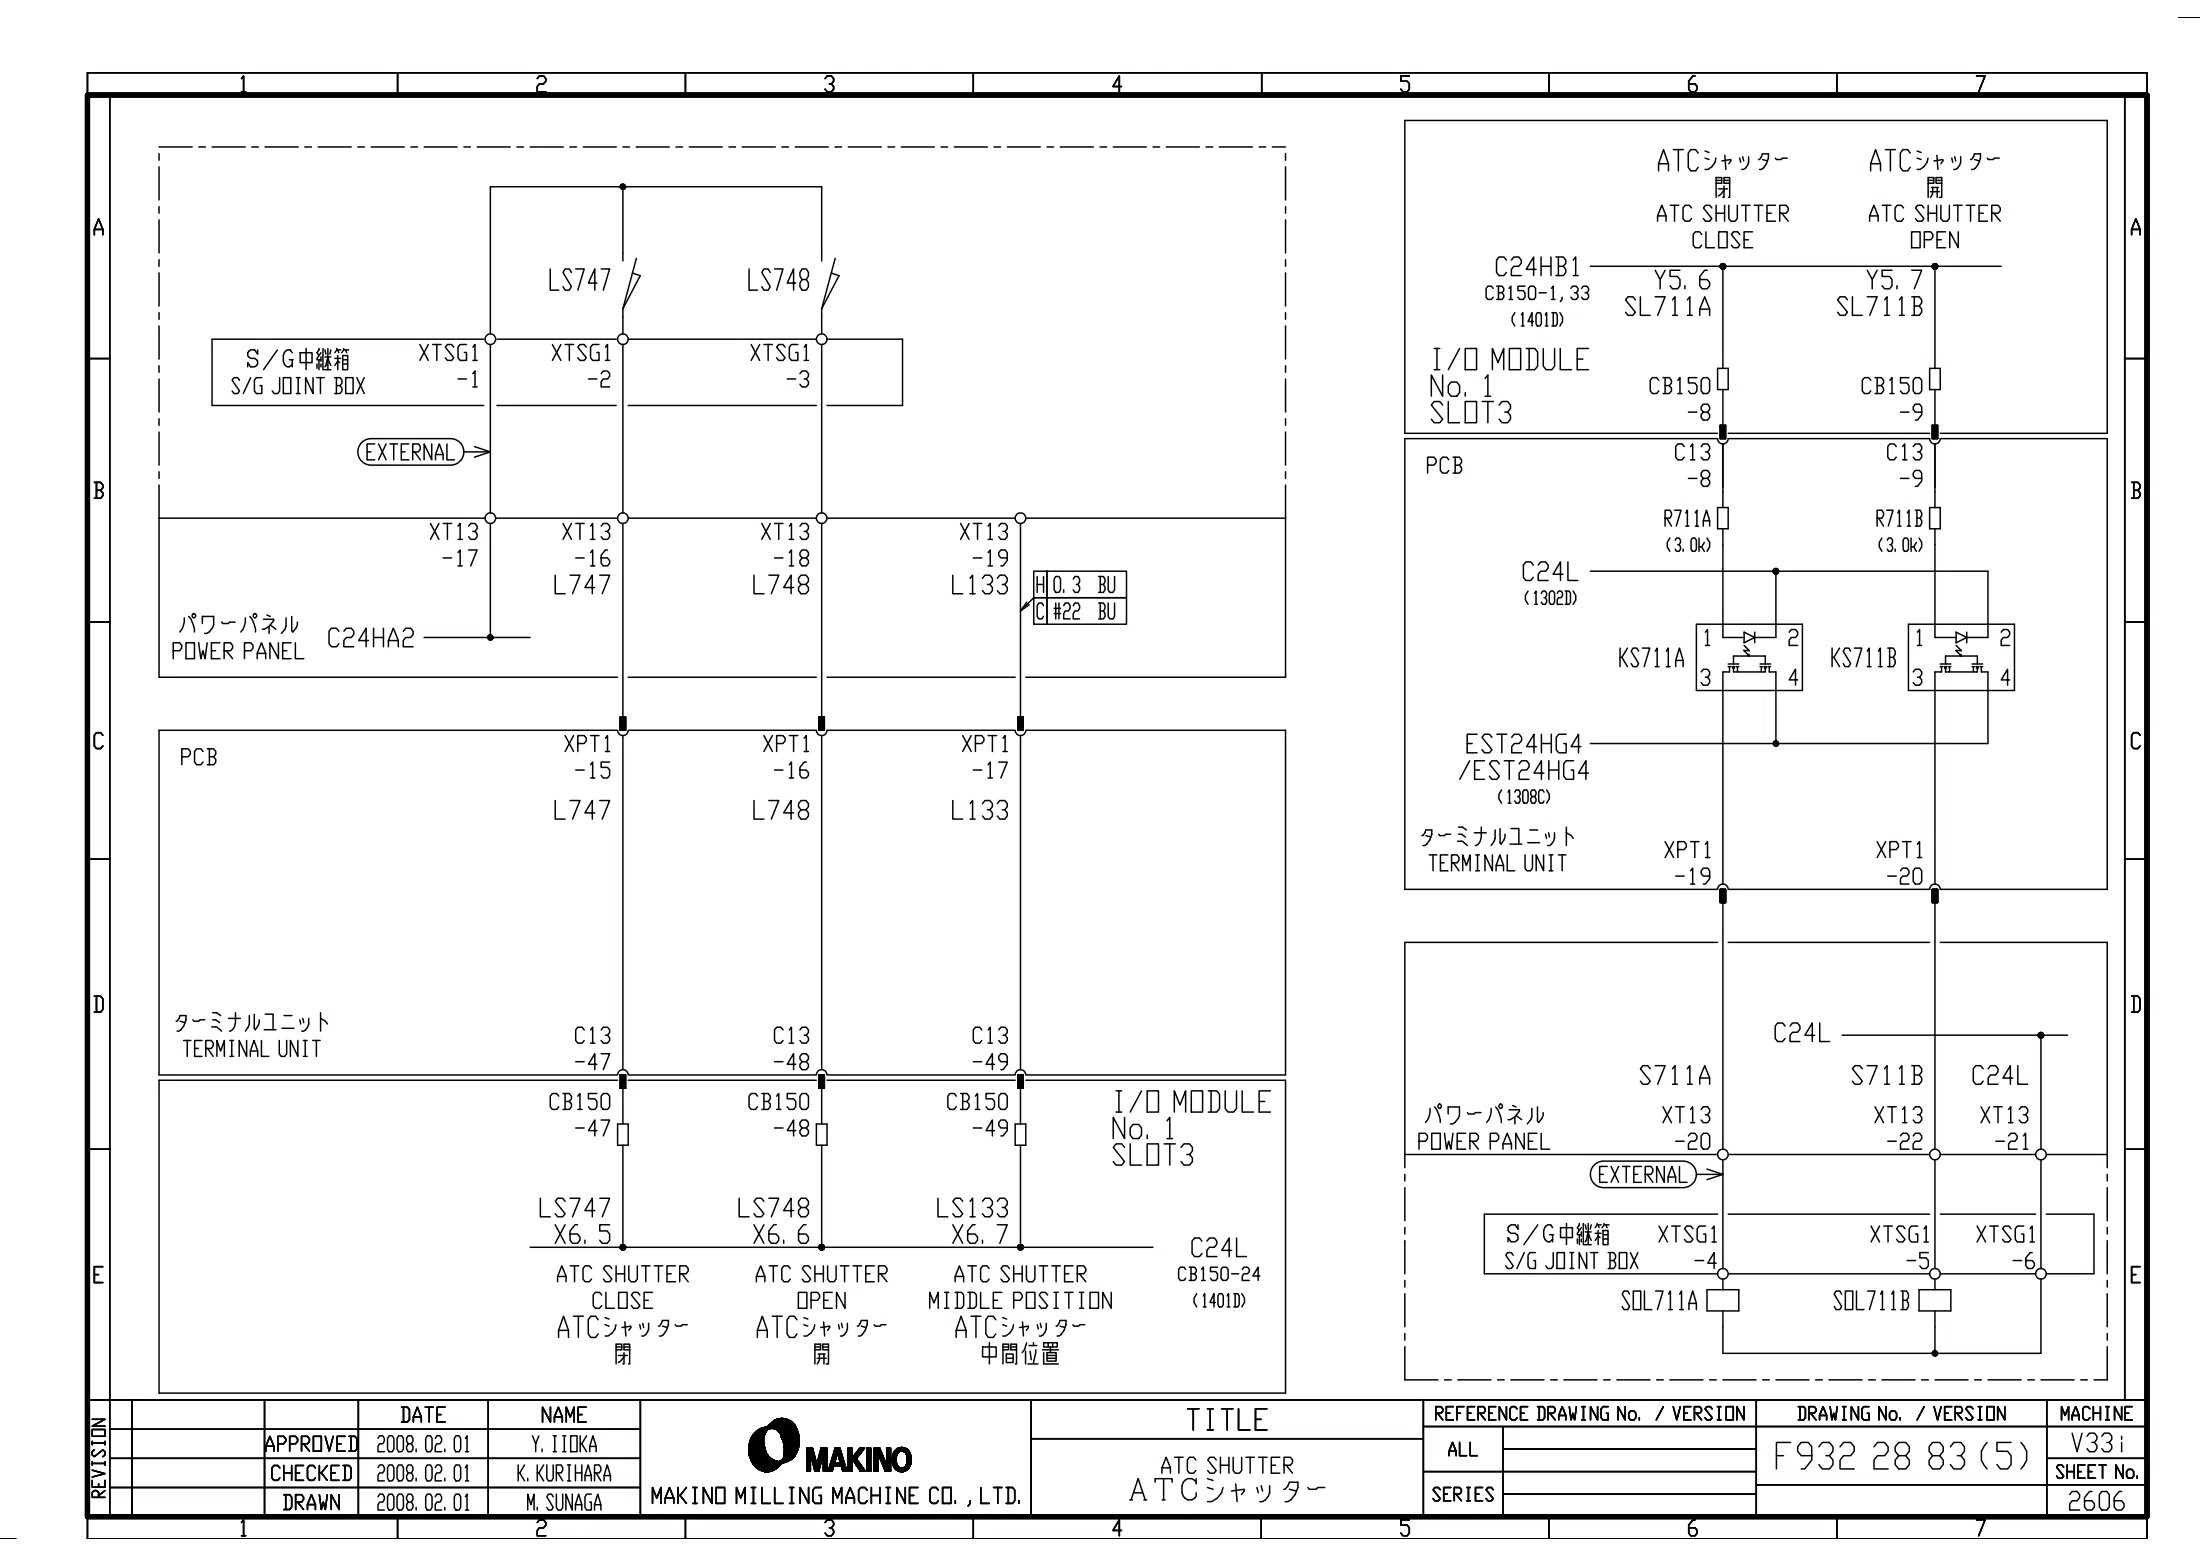 1 2 3 4 5 6 7
A
B
C
D
E
LS747
LS748
S/G中継箱
S/G JOINT BOX
XTSG1
-1
XTSG1
-2
XTSG1
-3
EXTERNAL
XT13
-17
XT13
-16
L747
XT13
-18
L748
XT13
-19
L133
H 0.3 BU
C #22 BU
パワーパネル
POWER PANEL
C24HA2
PCB
XPT1
-15
L747
XPT1
-16
L748
XPT1
-17
L133
ターミナルユニット
TERMINAL UNIT
C13
-47
C13
-48
C13
-49
CB150
-47
CB150
-48
CB150
-49
I/O MODULE
No. 1
SLOT3
LS747
X6.5
LS748
X6.6
LS133
X6.7
C24L
CB150-24
(1401D)
ATC SHUTTER
CLOSE
ATCシャッター
閉
ATC SHUTTER
OPEN
ATCシャッター
開
ATC SHUTTER
MIDDLE POSITION
ATCシャッター
中間位置
ATCシャッター
閉
ATC SHUTTER
CLOSE
ATCシャッター
開
ATC SHUTTER
OPEN
C24HB1
CB150-1,33
(1401D)
Y5.6
SL711A
Y5.7
SL711B
I/O MODULE
No. 1
SLOT3
CB150
-8
CB150
-9
PCB
C13
-8
C13
-9
R711A
(3.0k)
R711B
(3.0k)
C24L
(1302D)
KS711A
1 2
3 4
KS711B
1 2
3 4
EST24HG4
/EST24HG4
(1308C)
ターミナルユニット
TERMINAL UNIT
XPT1
-19
XPT1
-20
C24L
S711A
S711B
C24L
パワーパネル
POWER PANEL
XT13
-20
XT13
-22
XT13
-21
EXTERNAL
S/G中継箱
S/G JOINT BOX
XTSG1
-4
XTSG1
-5
XTSG1
-6
SOL711A
SOL711B
A
B
C
D
E
REVISION
DATE NAME
APPROVED 2008.02.01 Y. IIOKA
CHECKED 2008.02.01 K. KURIHARA
DRAWN 2008.02.01 M. SUNAGA
MAKINO
MAKINO MILLING MACHINE CO., LTD.
TITLE
ATC SHUTTER
ATCシャッター
REFERENCE DRAWING No. / VERSION
ALL
SERIES
DRAWING No. / VERSION
F932 28 83(5)
MACHINE
V33i
SHEET No.
2606
1 2 3 4 5 6 7